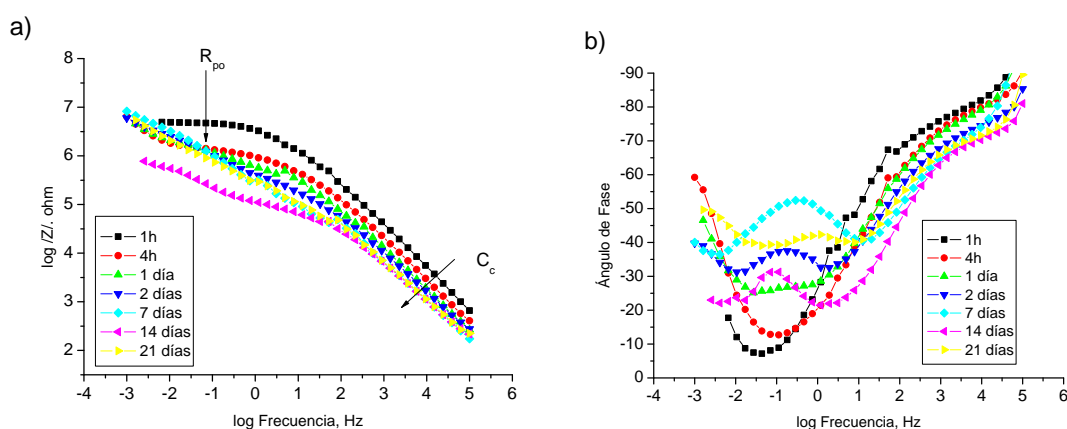 a)
8
7
6
5
4
3
2
log /Z/. ohm
R_po
C_c
1h
4h
1 día
2 días
7 días
14 días
21 días
-4 -3 -2 -1 0 1 2 3 4 5 6
log Frecuencia, Hz
b)
-90
-80
-70
-60
-50
-40
-30
-20
-10
0
Ángulo de Fase
1h
4h
1 día
2 días
7 días
14 días
21 días
-4 -3 -2 -1 0 1 2 3 4 5 6
log Frecuencia, Hz